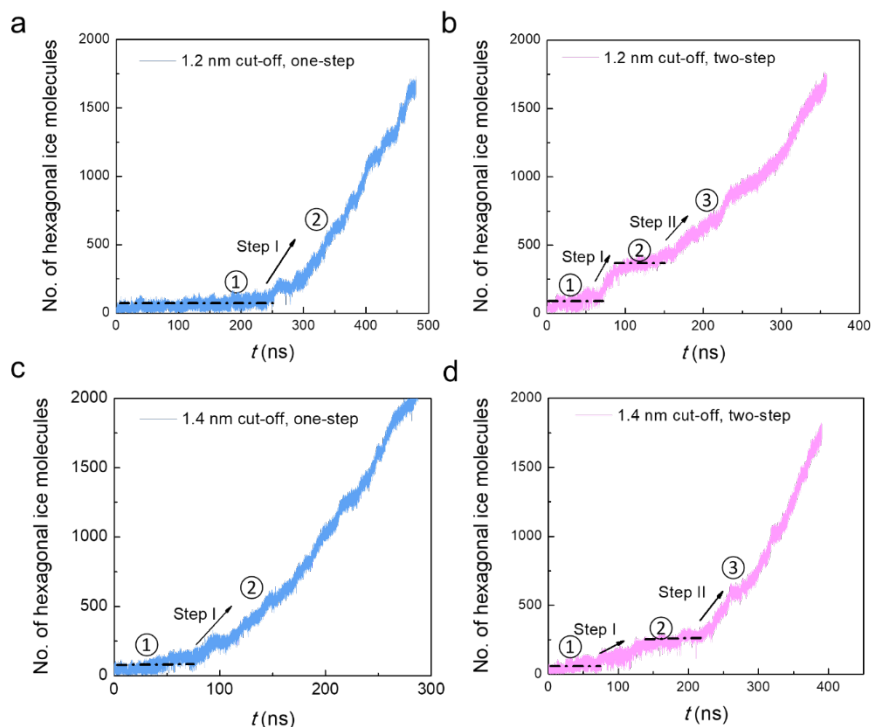 a
2000
1500
1000
500
0
No. of hexagonal ice molecules
1.2 nm cut-off, one-step
Step I
①
②
0 100 200 300 400 500
t (ns)
b
2000
1500
1000
500
0
No. of hexagonal ice molecules
1.2 nm cut-off, two-step
Step I
Step II
①
②
③
0 100 200 300 400
t (ns)
c
2000
1500
1000
500
0
No. of hexagonal ice molecules
1.4 nm cut-off, one-step
Step I
①
②
0 100 200 300
t (ns)
d
2000
1500
1000
500
0
No. of hexagonal ice molecules
1.4 nm cut-off, two-step
Step I
Step II
①
②
③
0 100 200 300 400
t (ns)